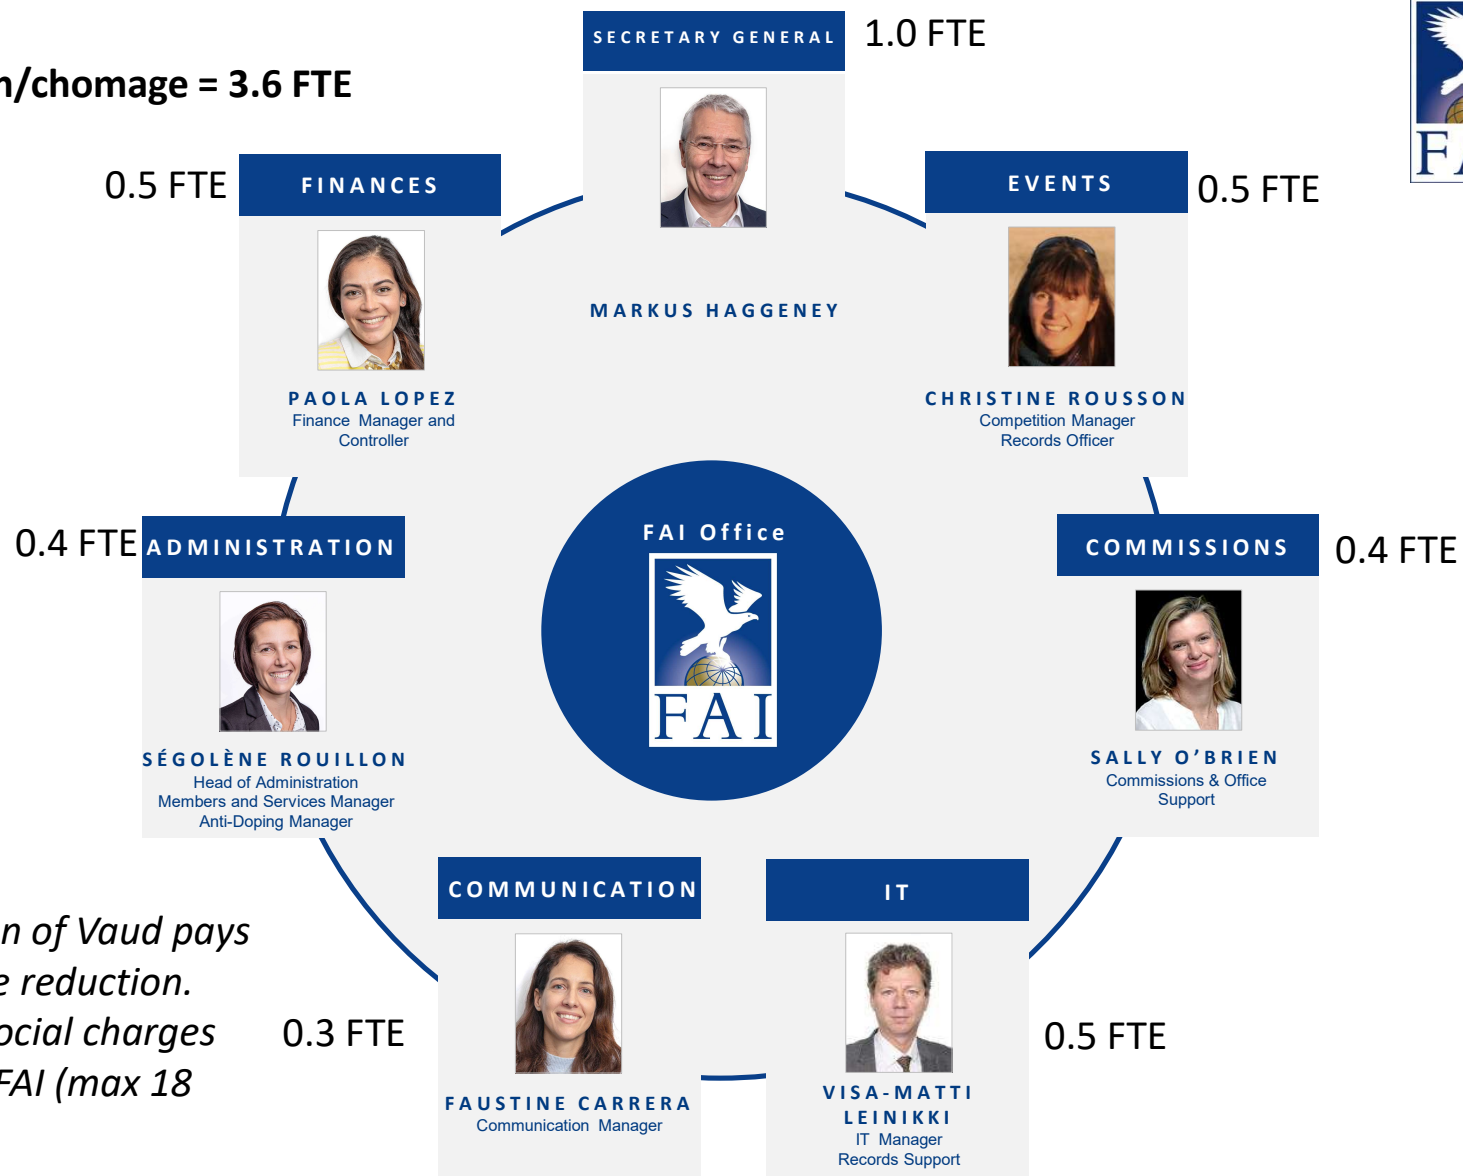 SECRETARY GENERAL
1.0 FTE
n/chomage = 3.6 FTE
MARKUS HAGGENEY
0.5 FTE
FINANCES
PAOLA LOPEZ
Finance Manager and
Controller
EVENTS
0.5 FTE
CHRISTINE ROUSSON
Competition Manager
Records Officer
0.4 FTE
ADMINISTRATION
SÉGOLÈNE ROUILLON
Head of Administration
Members and Services Manager
Anti-Doping Manager
FAI Office
FAI
COMMISSIONS
0.4 FTE
SALLY O’BRIEN
Commissions & Office
Support
n of Vaud pays
e reduction.
ocial charges
FAI (max 18
0.3 FTE
COMMUNICATION
FAUSTINE CARRERA
Communication Manager
IT
0.5 FTE
VISA-MATTI
LEINIKKI
IT Manager
Records Support